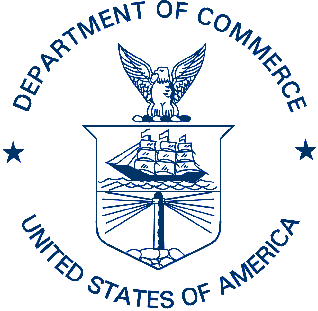 DEPARTMENT OF COMMERCE
UNITED STATES OF AMERICA